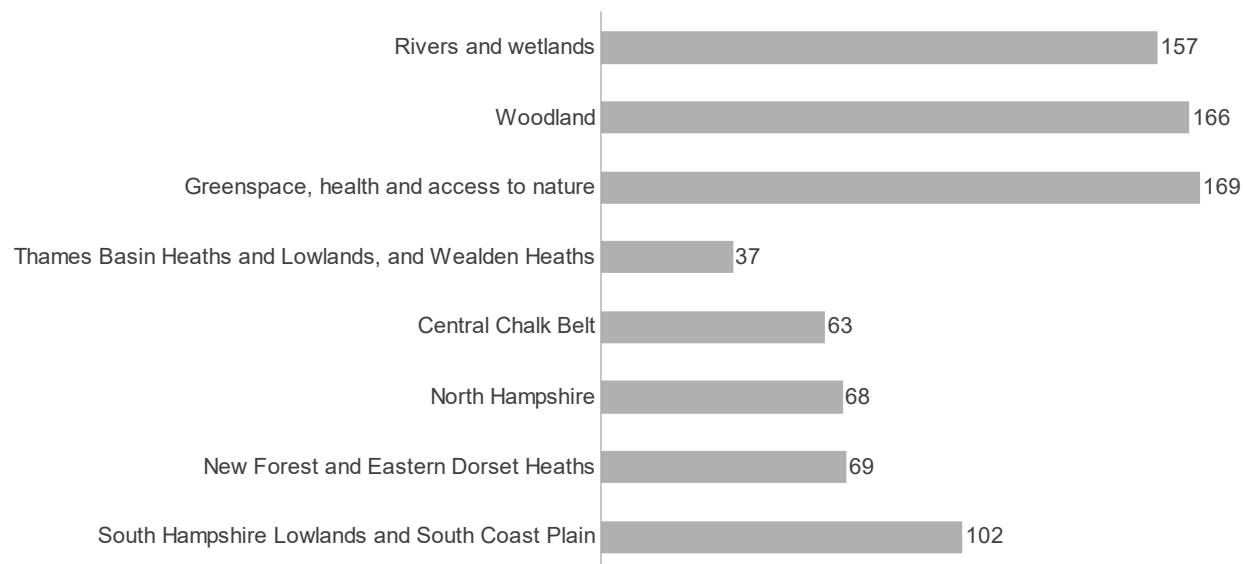 Rivers and wetlands 157
Woodland 166
Greenspace, health and access to nature 169
Thames Basin Heaths and Lowlands, and Wealden Heaths 37
Central Chalk Belt 63
North Hampshire 68
New Forest and Eastern Dorset Heaths 69
South Hampshire Lowlands and South Coast Plain 102